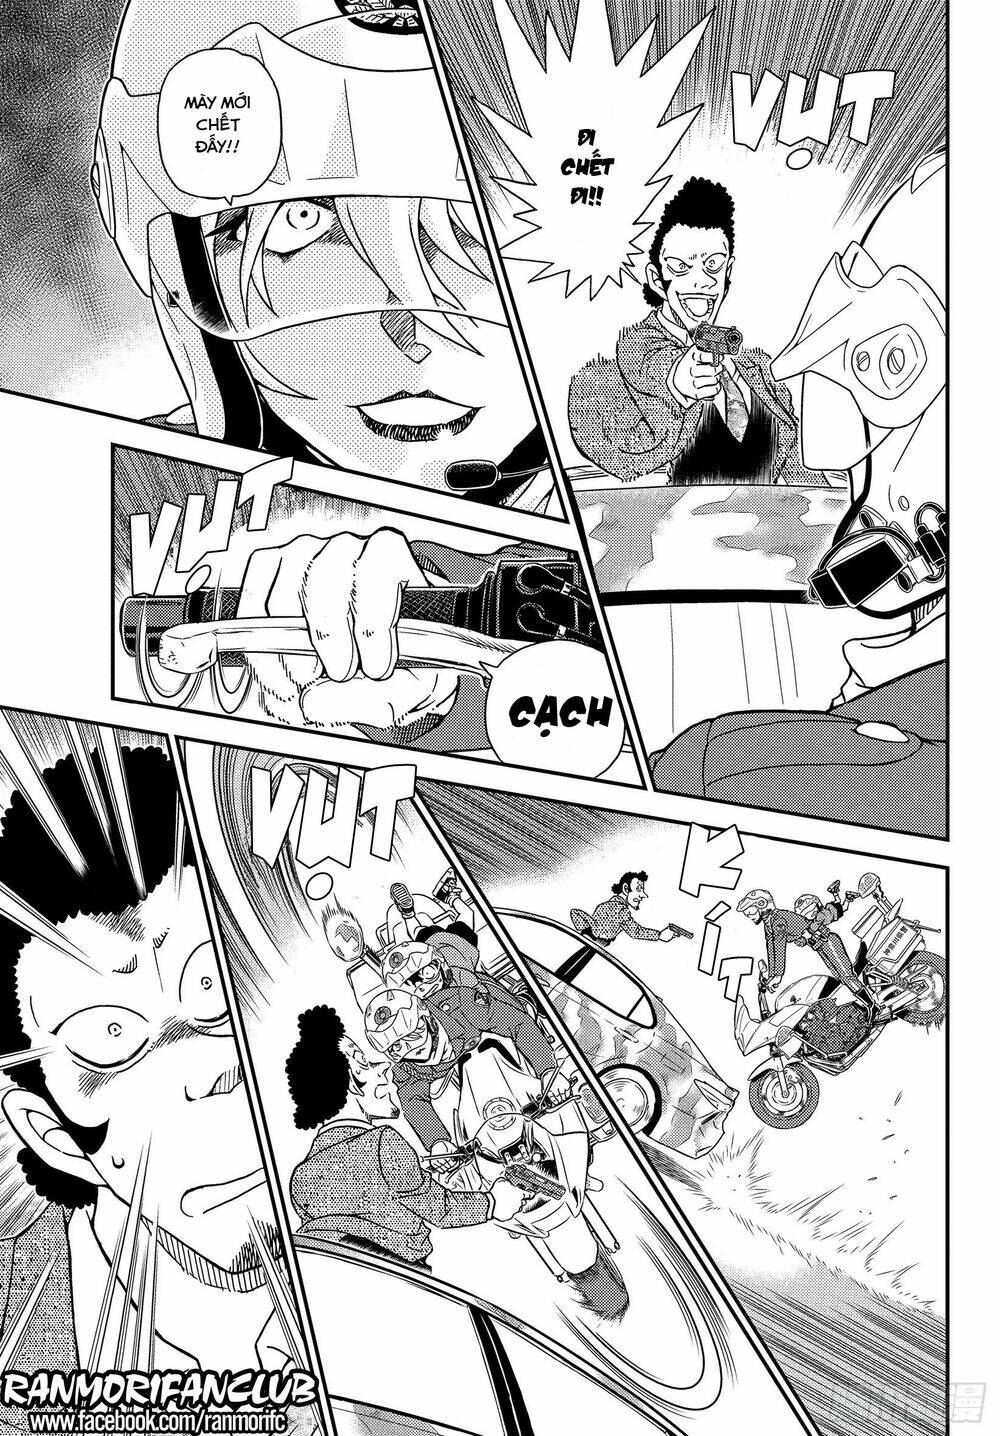 VỤT
ĐI
CHẾT
ĐI!!
MÀY MỚI
CHẾT
ĐẤY!!
VỤT
CẠCH
KÍT
VỤT
RANMORIFANCLUB
www.facebook.com/ranmorifc